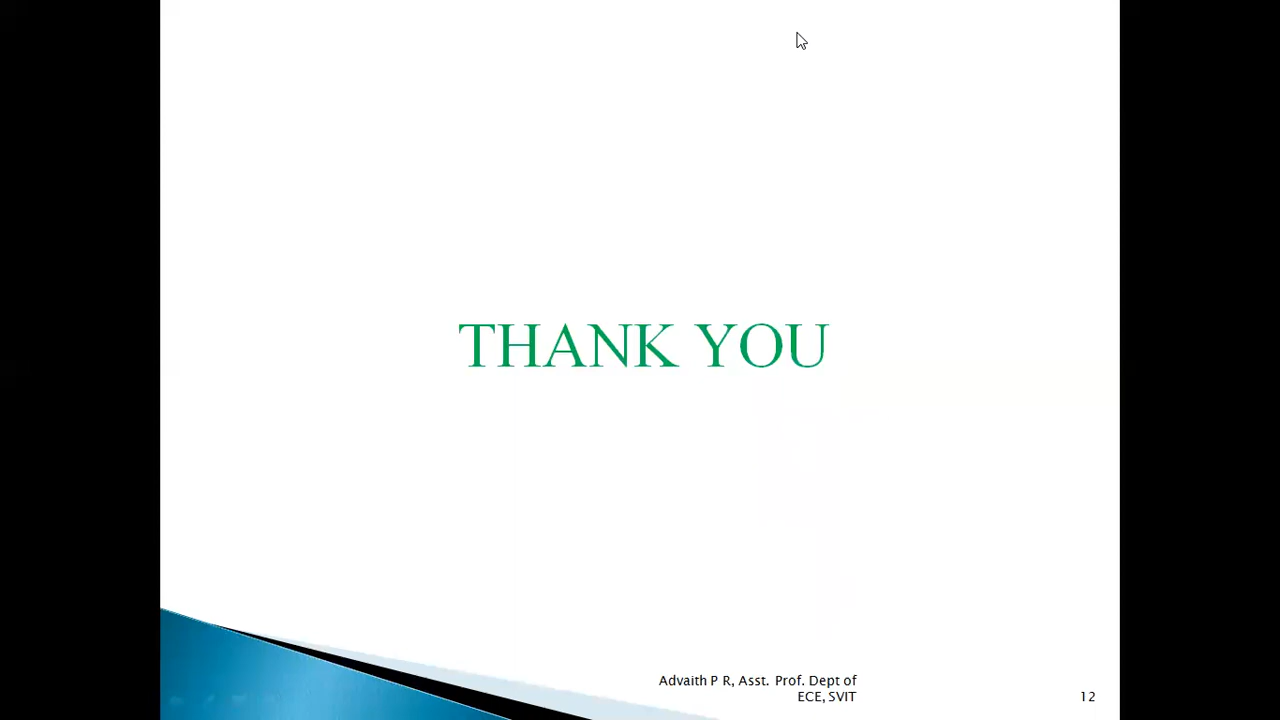 THANK YOU
Advaith P R, Asst. Prof. Dept of
ECE, SVIT
12